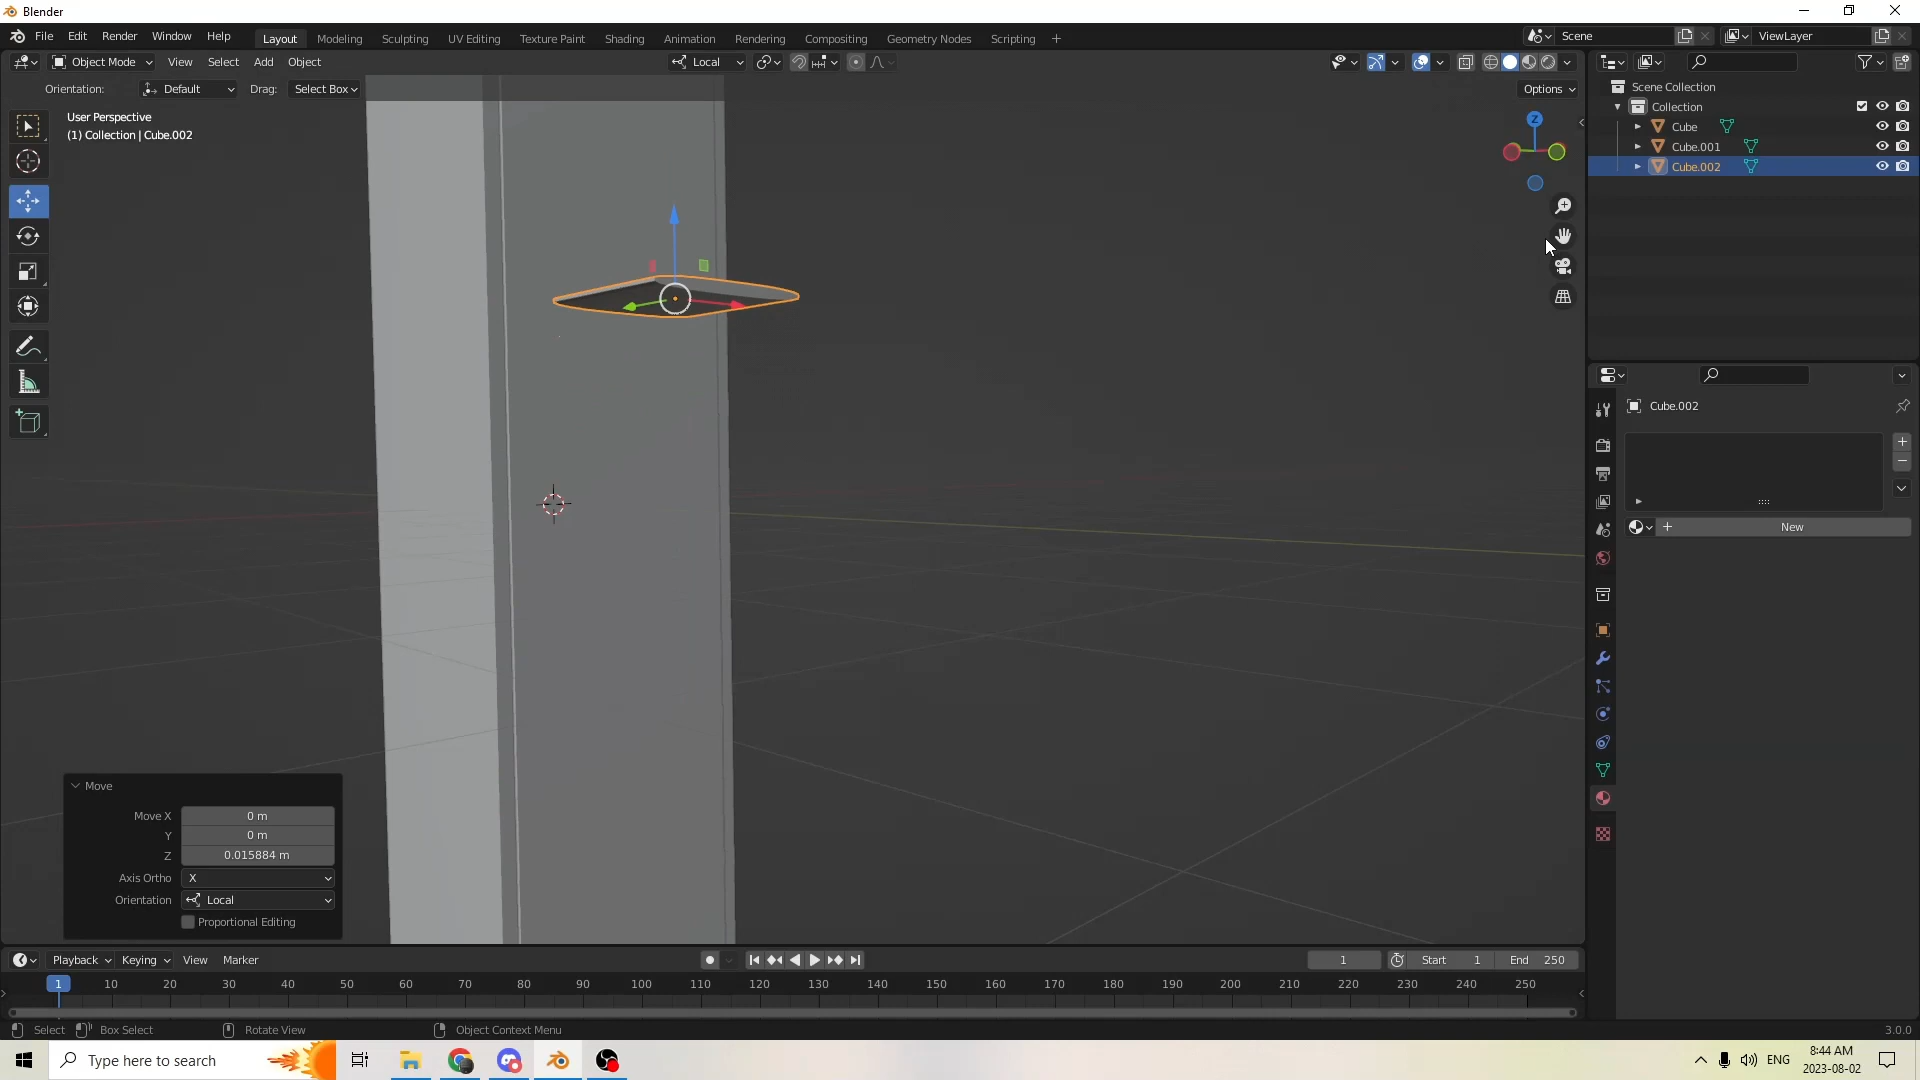 Blender
File Edit Render Window Help
Layout Modeling Sculpting UV Editing Texture Paint Shading Animation Rendering Compositing Geometry Nodes Scripting +
Scene
ViewLayer
Object Mode View Select Add Object
Local
Orientation: Default Drag: Select Box
Options
User Perspective
(1) Collection | Cube.002
Z
Scene Collection
Collection
Cube
Cube.001
Cube.002
Cube.002
New
Move
Move X 0 m
Y 0 m
Z 0.015884 m
Axis Ortho X
Orientation Local
Proportional Editing
Playback Keying View Marker
1 Start 1 End 250
1 10 20 30 40 50 60 70 80 90 100 110 120 130 140 150 160 170 180 190 200 210 220 230 240 250
Select Box Select Rotate View Object Context Menu
3.0.0
Type here to search
ENG
8:44 AM
2023-08-02